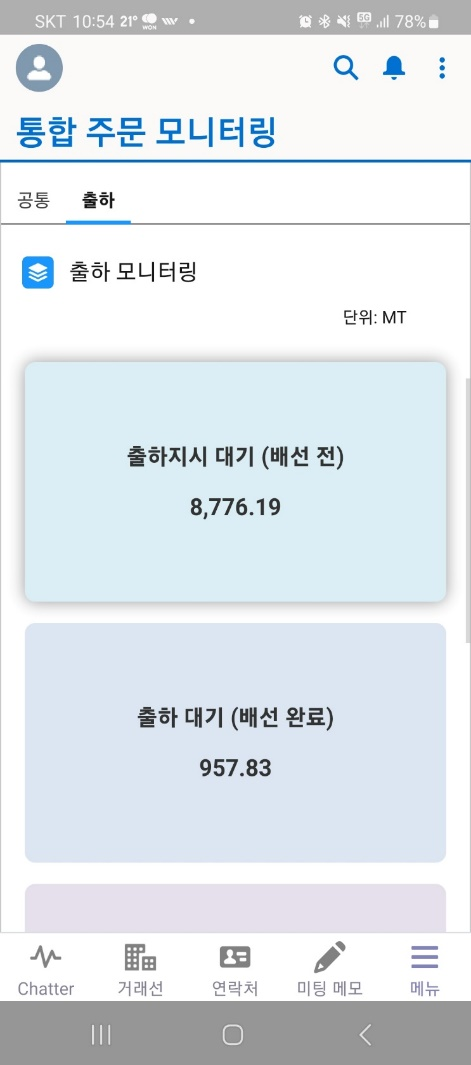 SKT 10:54 21°
78%
통합 주문 모니터링
공통 출하
출하 모니터링
단위: MT
출하지시 대기 (배선 전)
8,776.19
출하 대기 (배선 완료)
957.83
Chatter 거래선 연락처 미팅 메모 메뉴